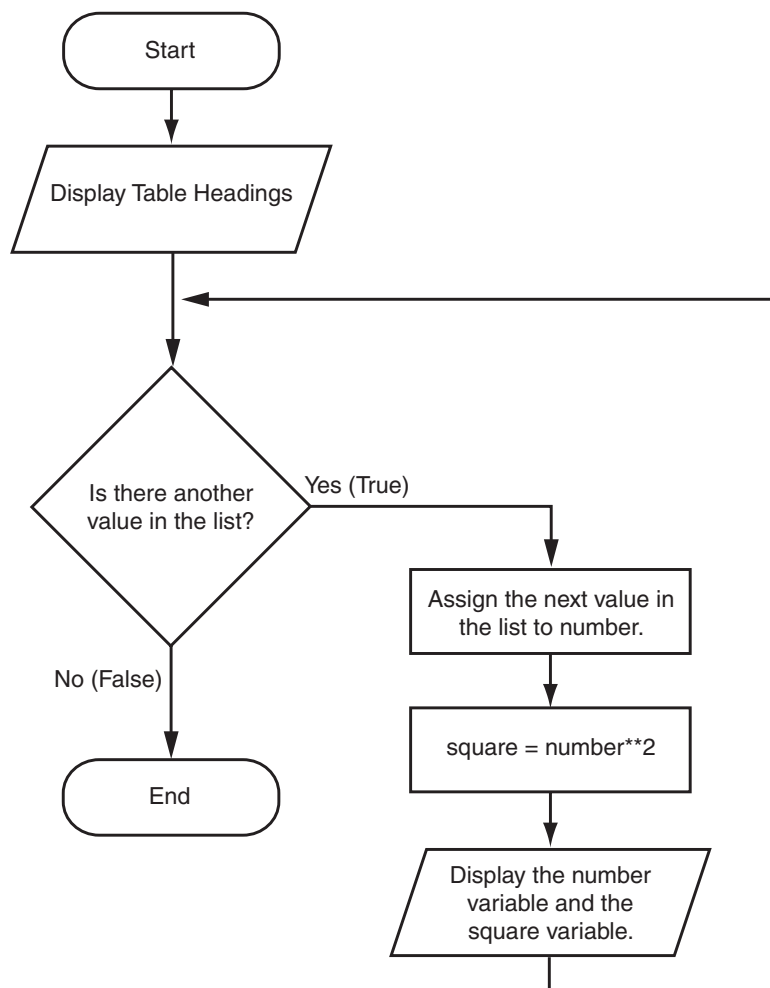 Start
Display Table Headings
Is there another
value in the list?
Yes (True)
Assign the next value in
the list to number.
No (False)
square = number**2
End
Display the number
variable and the
square variable.